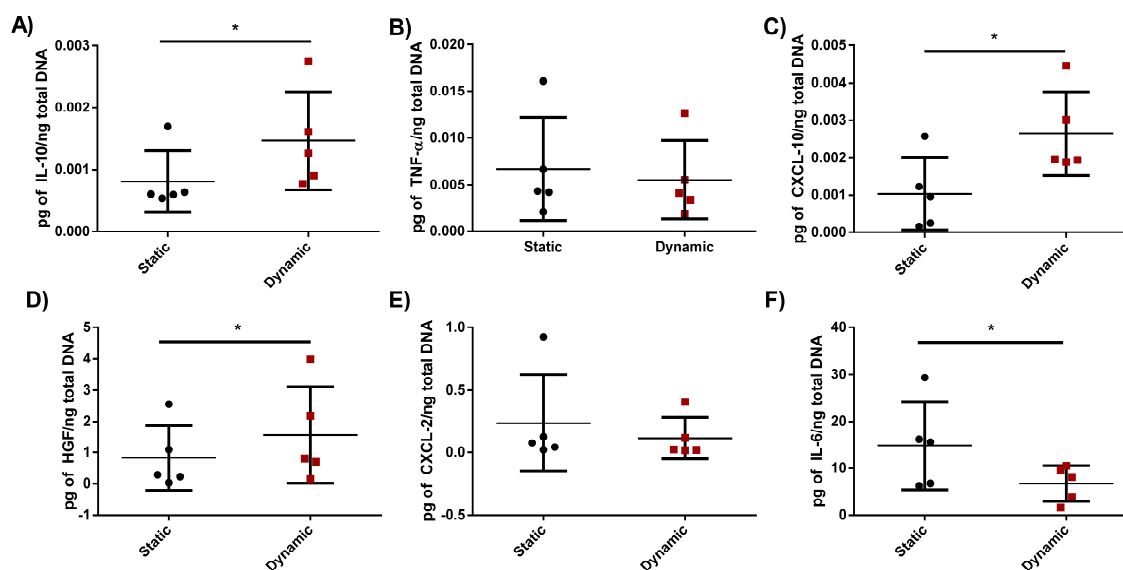 A)
pg of IL-10/ng total DNA
0.003
0.002
0.001
0.000
*
Static
Dynamic
B)
pg of TNF-α/ng total DNA
0.020
0.015
0.010
0.005
0.000
Static
Dynamic
C)
pg of CXCL-10/ng total DNA
0.005
0.004
0.003
0.002
0.001
0.000
*
Static
Dynamic
D)
pg of HGF/ng total DNA
5
4
3
2
1
0
-1
*
Static
Dynamic
E)
pg of CXCL-2/ng total DNA
1.0
0.5
0.0
-0.5
Static
Dynamic
F)
pg of IL-6/ng total DNA
40
30
20
10
0
*
Static
Dynamic